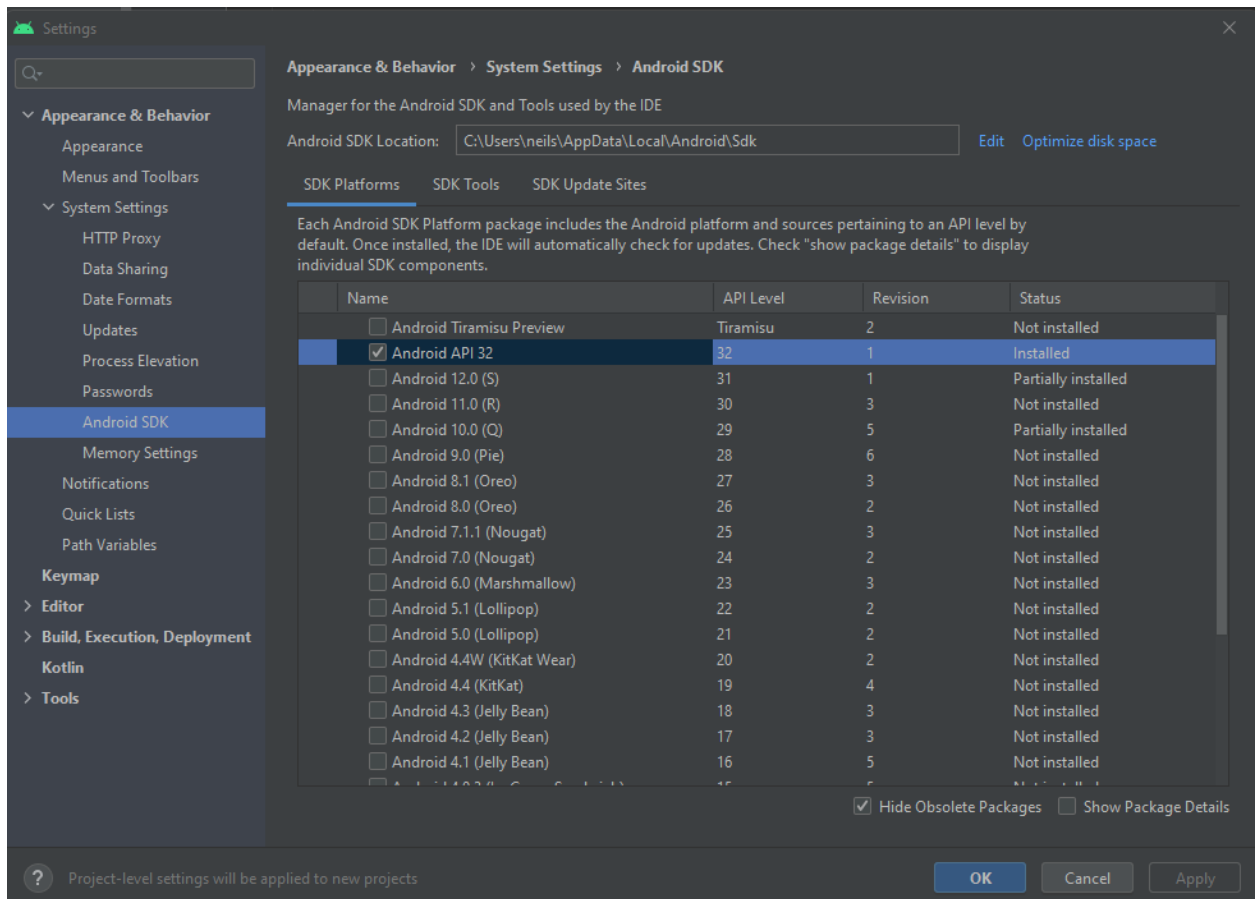 Settings
Appearance & Behavior
Appearance
Menus and Toolbars
System Settings
HTTP Proxy
Data Sharing
Date Formats
Updates
Process Elevation
Passwords
Android SDK
Memory Settings
Notifications
Quick Lists
Path Variables
Keymap
Editor
Build, Execution, Deployment
Kotlin
Tools
Appearance & Behavior › System Settings › Android SDK
Manager for the Android SDK and Tools used by the IDE
Android SDK Location: C:\Users\neils\AppData\Local\Android\Sdk Edit Optimize disk space
SDK Platforms SDK Tools SDK Update Sites
Each Android SDK Platform package includes the Android platform and sources pertaining to an API level by
default. Once installed, the IDE will automatically check for updates. Check "show package details" to display
individual SDK components.
Name API Level Revision Status
Android Tiramisu Preview Tiramisu 2 Not installed
Android API 32 32 1 Installed
Android 12.0 (S) 31 1 Partially installed
Android 11.0 (R) 30 3 Not installed
Android 10.0 (Q) 29 5 Partially installed
Android 9.0 (Pie) 28 6 Not installed
Android 8.1 (Oreo) 27 3 Not installed
Android 8.0 (Oreo) 26 2 Not installed
Android 7.1.1 (Nougat) 25 3 Not installed
Android 7.0 (Nougat) 24 2 Not installed
Android 6.0 (Marshmallow) 23 3 Not installed
Android 5.1 (Lollipop) 22 2 Not installed
Android 5.0 (Lollipop) 21 2 Not installed
Android 4.4W (KitKat Wear) 20 2 Not installed
Android 4.4 (KitKat) 19 4 Not installed
Android 4.3 (Jelly Bean) 18 3 Not installed
Android 4.2 (Jelly Bean) 17 3 Not installed
Android 4.1 (Jelly Bean) 16 5 Not installed
Hide Obsolete Packages Show Package Details
? Project-level settings will be applied to new projects
OK Cancel Apply